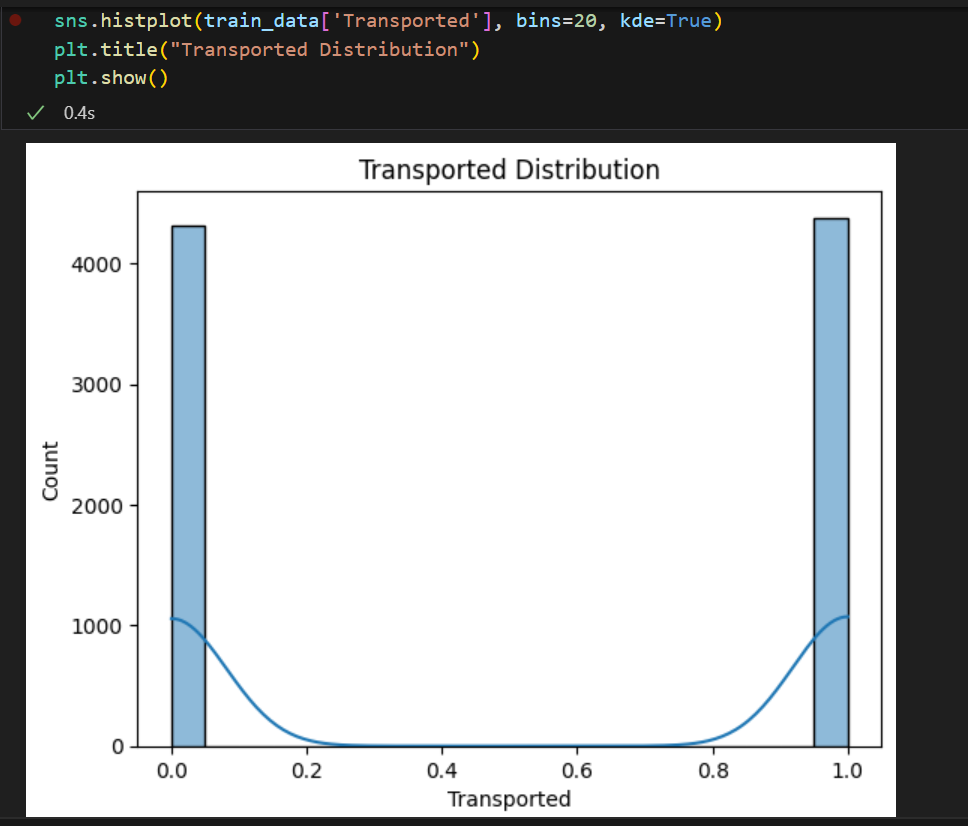 sns.histplot(train_data['Transported'], bins=20, kde=True)
plt.title("Transported Distribution")
plt.show()
0.4s
Transported Distribution
4000
3000
2000
1000
0
Count
0.0 0.2 0.4 0.6 0.8 1.0
Transported